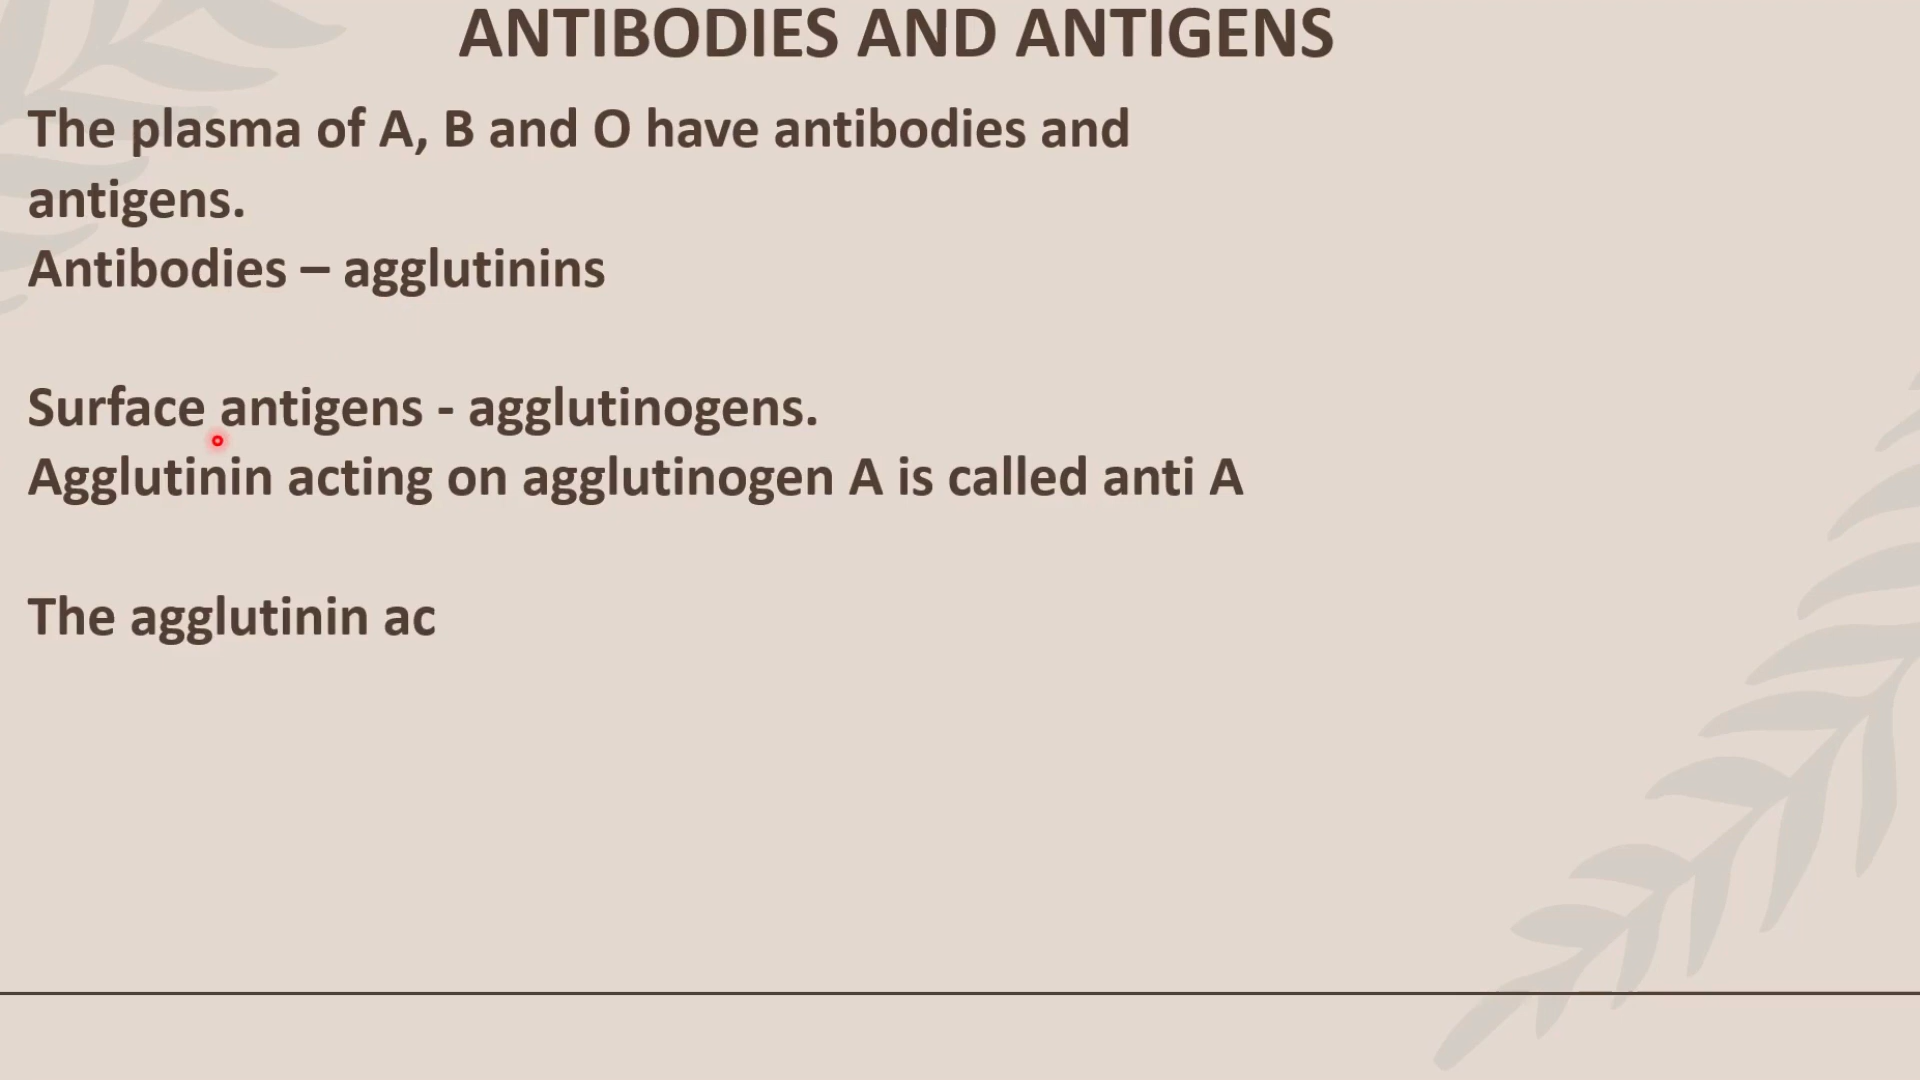 ANTIBODIES AND ANTIGENS
The plasma of A, B and O have antibodies and
antigens.
Antibodies – agglutinins
Surface antigens - agglutinogens.
Agglutinin acting on agglutinogen A is called anti A
The agglutinin ac